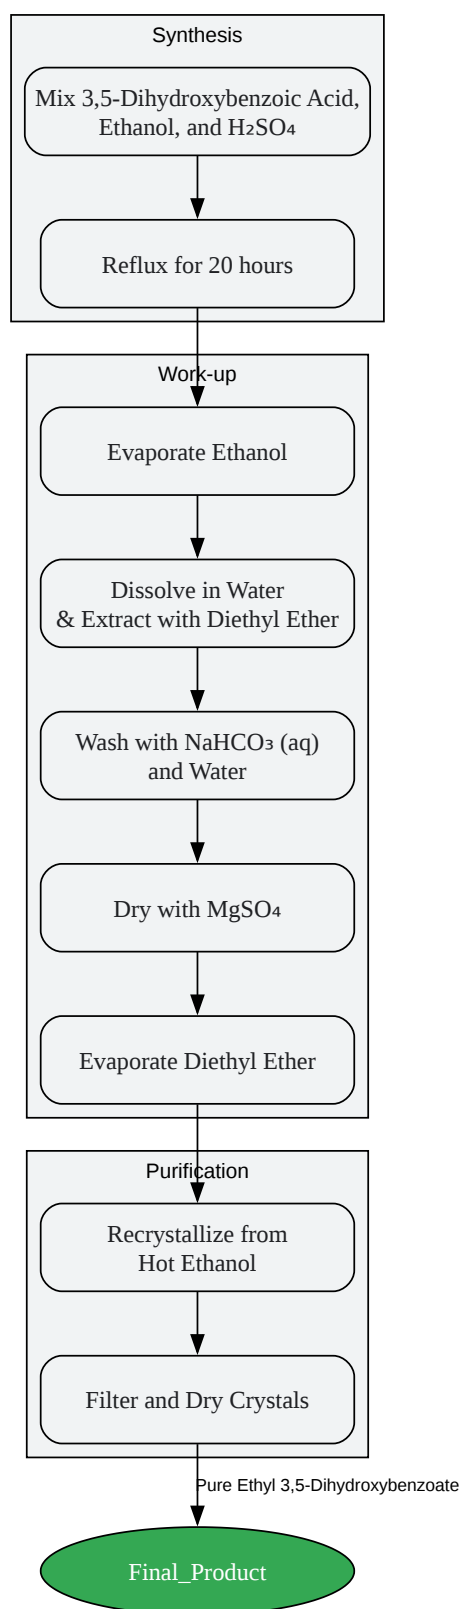 Synthesis
Mix 3,5-Dihydroxybenzoic Acid,
Ethanol, and H₂SO₄
Reflux for 20 hours
Work-up
Evaporate Ethanol
Dissolve in Water
& Extract with Diethyl Ether
Wash with NaHCO₃ (aq)
and Water
Dry with MgSO₄
Evaporate Diethyl Ether
Purification
Recrystallize from
Hot Ethanol
Filter and Dry Crystals
Pure Ethyl 3,5-Dihydroxybenzoate
Final_Product